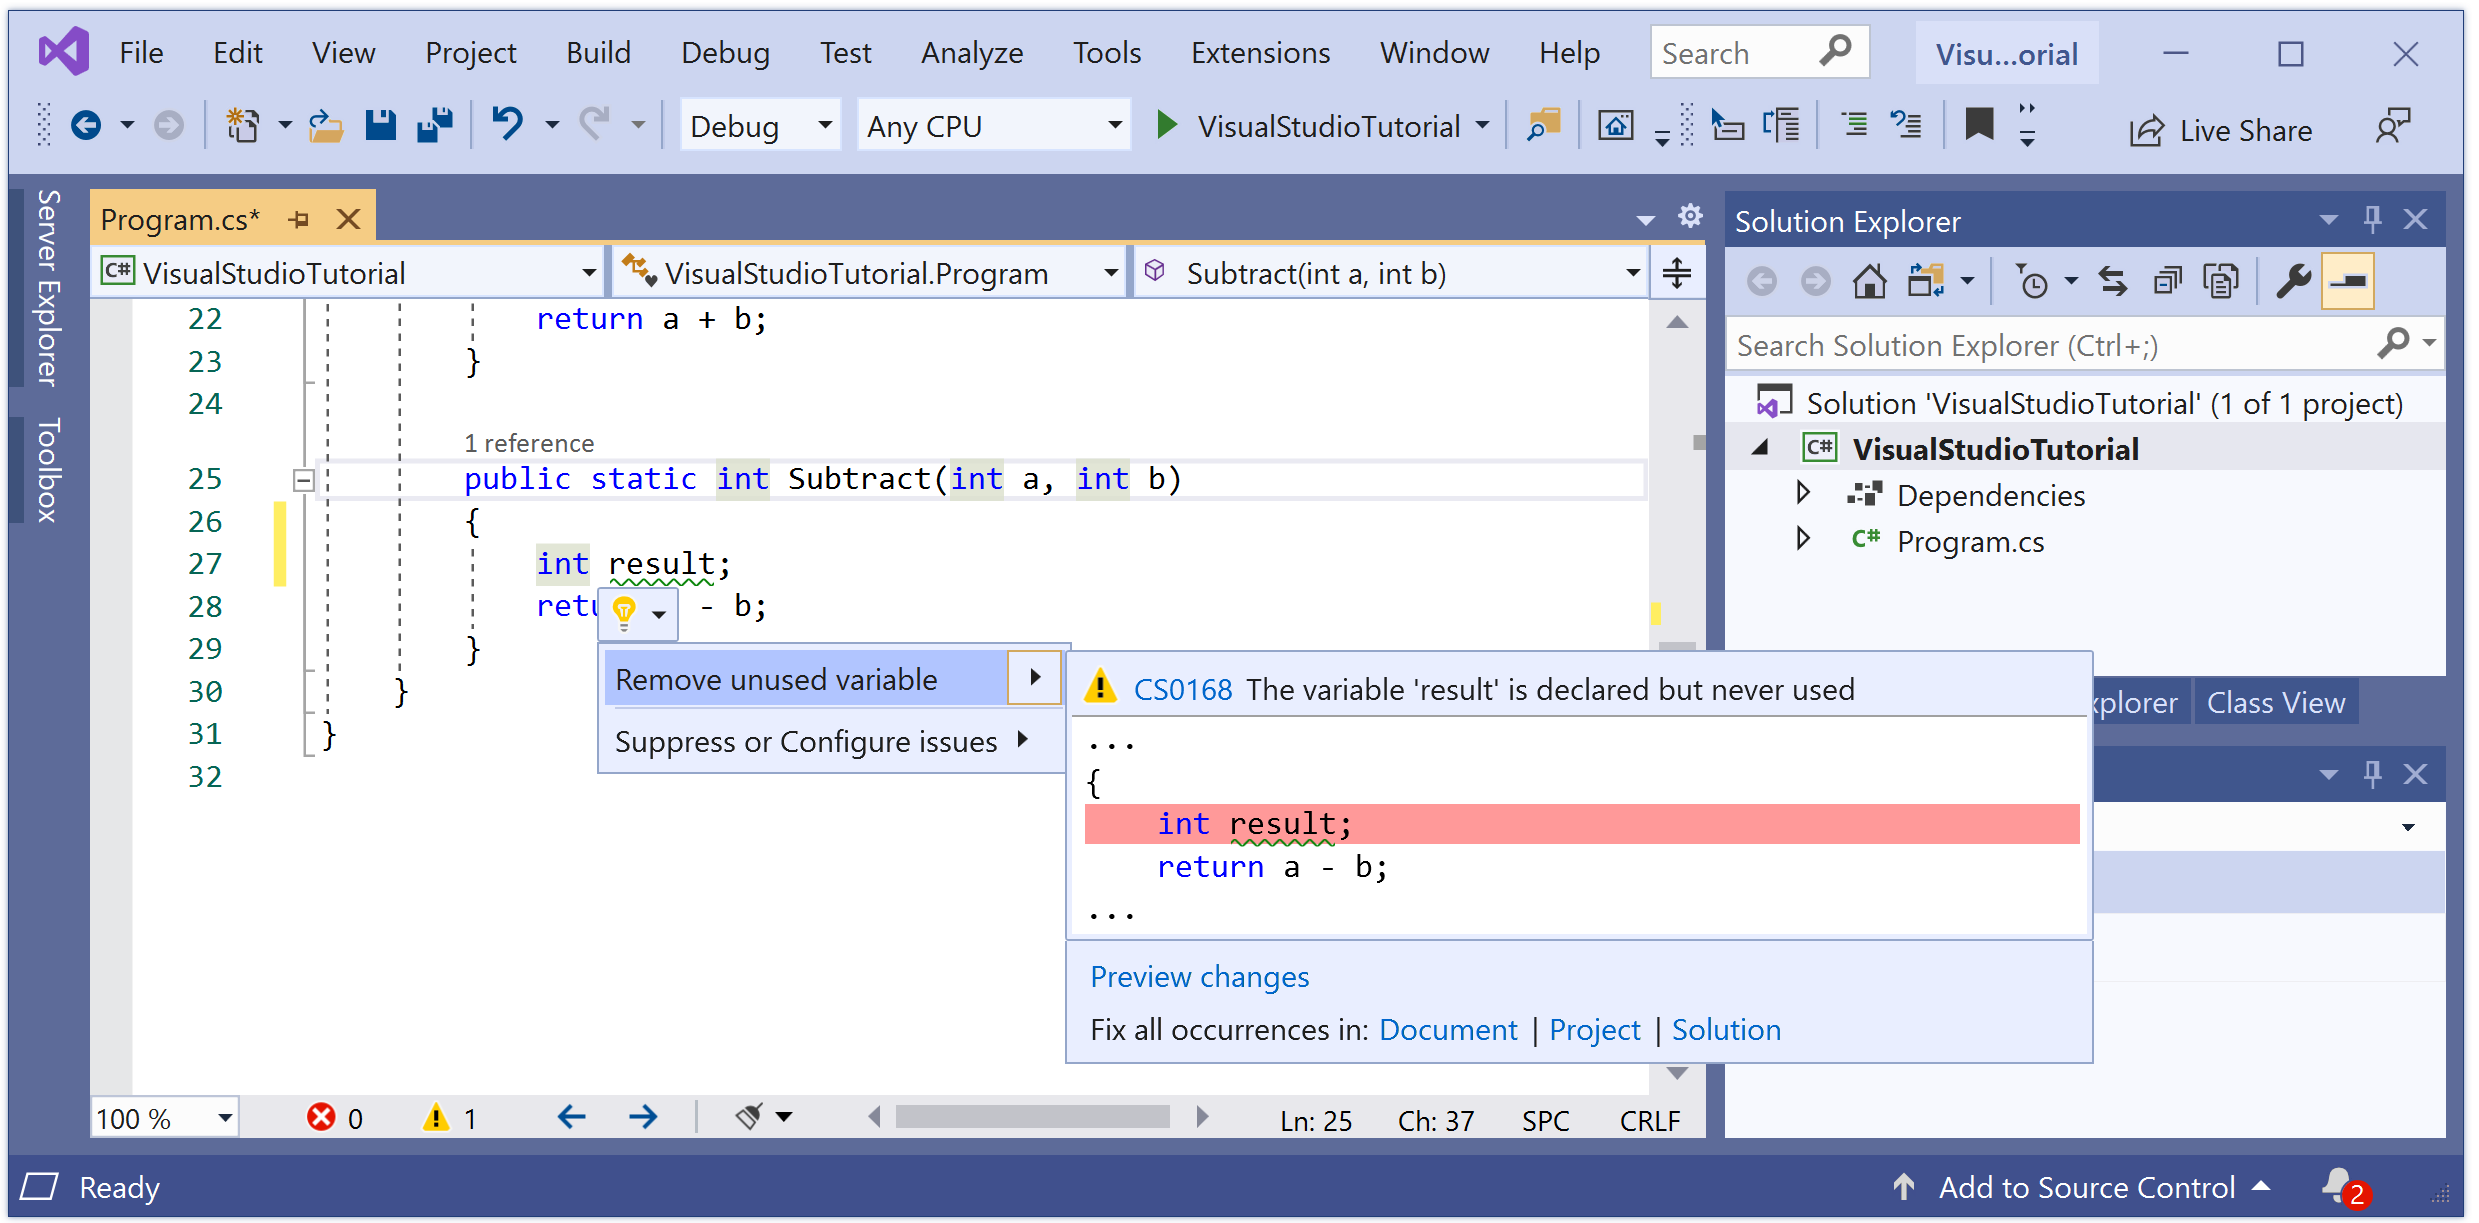 File Edit View Project Build Debug Test Analyze Tools Extensions Window Help Search Visu...orial
Debug Any CPU VisualStudioTutorial Live Share
Server Explorer
Toolbox
Program.cs*
C# VisualStudioTutorial VisualStudioTutorial.Program Subtract(int a, int b)
22 return a + b;
23 }
24
1 reference
25 public static int Subtract(int a, int b)
26 {
27 int result;
28 retu - b;
29 }
30 }
31 }
32
Remove unused variable
Suppress or Configure issues
CS0168 The variable 'result' is declared but never used
...
{
int result;
return a - b;
...
Preview changes
Fix all occurrences in: Document | Project | Solution
Solution Explorer
Search Solution Explorer (Ctrl+;)
Solution 'VisualStudioTutorial' (1 of 1 project)
C# VisualStudioTutorial
Dependencies
C# Program.cs
xplorer Class View
100 % 0 1 Ln: 25 Ch: 37 SPC CRLF
Ready Add to Source Control 2